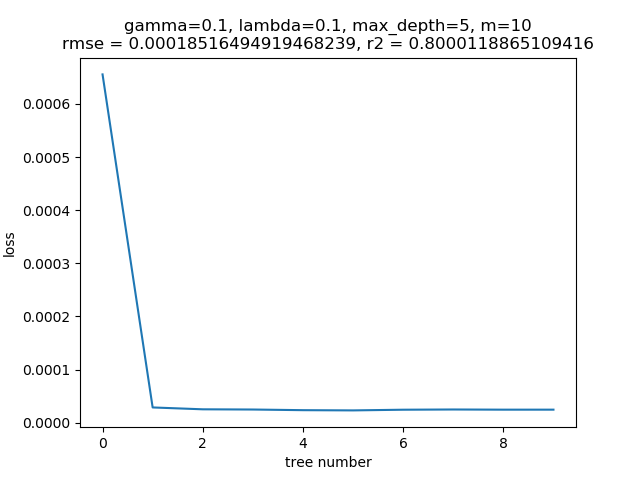 gamma=0.1, lambda=0.1, max_depth=5, m=10
rmse = 0.00018516494919468239, r2 = 0.8000118865109416
0.0006
0.0005
0.0004
0.0003
0.0002
0.0001
0.0000
loss
0 2 4 6 8
tree number